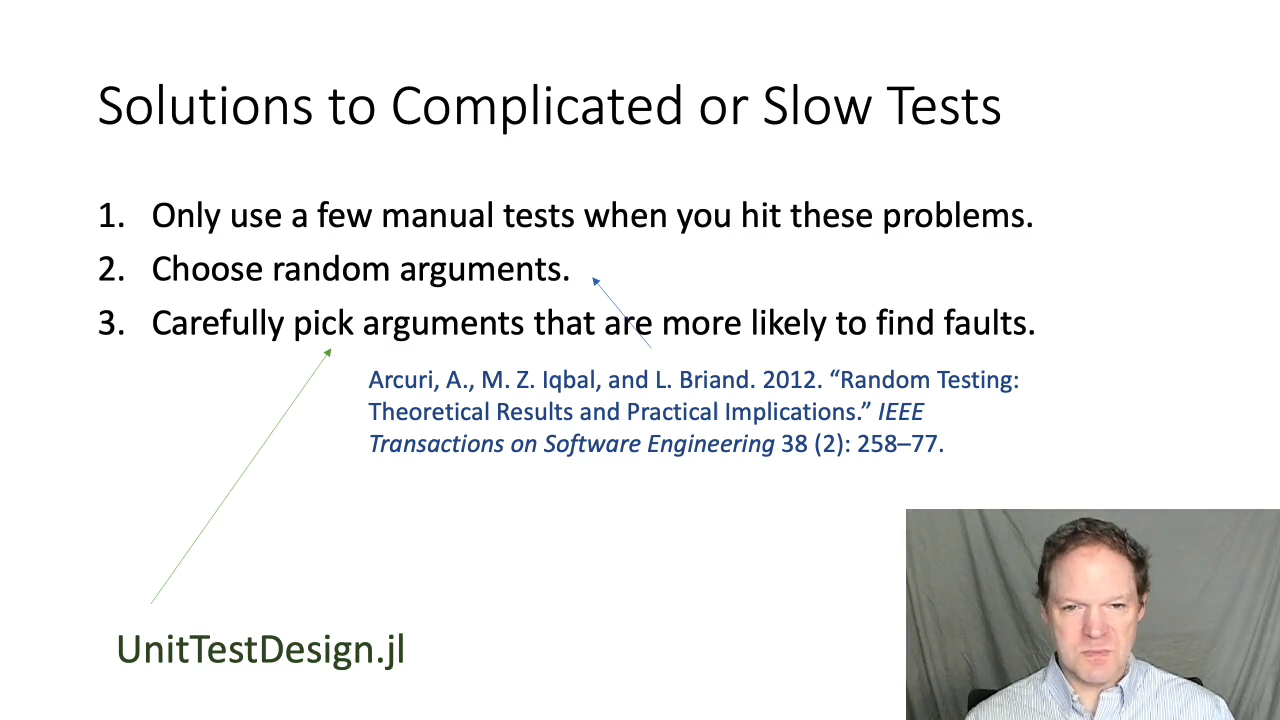 Solutions to Complicated or Slow Tests
1. Only use a few manual tests when you hit these problems.
2. Choose random arguments.
3. Carefully pick arguments that are more likely to find faults.
Arcuri, A., M. Z. Iqbal, and L. Briand. 2012. “Random Testing:
Theoretical Results and Practical Implications.” IEEE
Transactions on Software Engineering 38 (2): 258–77.
UnitTestDesign.jl